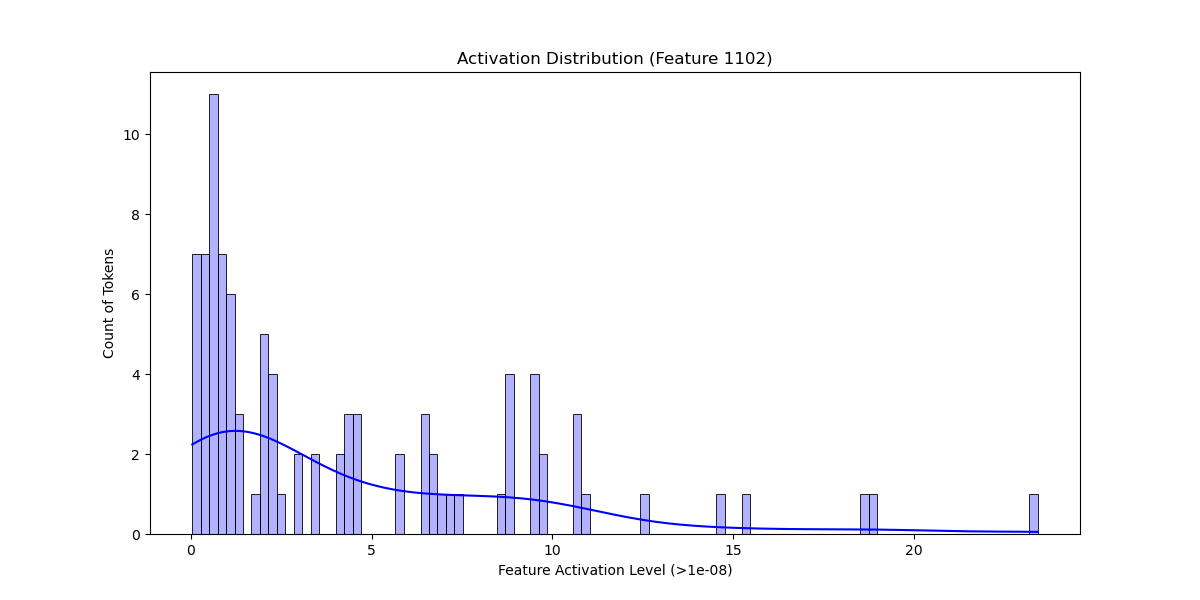 Activation Distribution (Feature 1102)
10
8
6
4
2
0
Count of Tokens
0 5 10 15 20
Feature Activation Level (>1e-08)